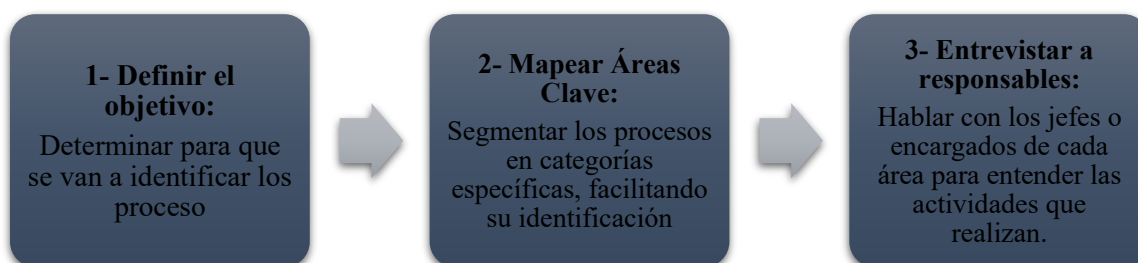 1- Definir el
objetivo:
Determinar para que
se van a identificar los
proceso
2- Mapear Áreas
Clave:
Segmentar los procesos
en categorías
específicas, facilitando
su identificación
3- Entrevistar a
responsables:
Hablar con los jefes o
encargados de cada
área para entender las
actividades que
realizan.